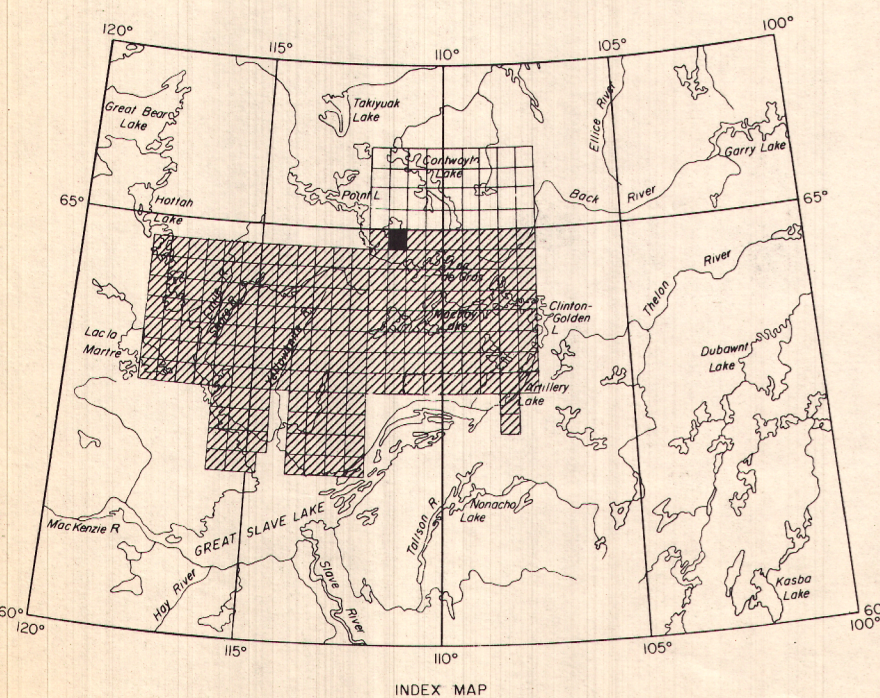 120°
115°
110°
105°
100°
Great Bear
Lake
Takiyuak
Lake
Ellice River
Garry Lake
Contwoyto
Lake
Point L
Back River
65°
65°
Hottah
Lake
de Gras
River
Thelon
Yellowknife R.
Mackay
Lake
Clinton-
Golden
L
Lac la
Martre
Dubawnt
Lake
Artillery
Lake
Nonacho
Lake
Talison R.
MacKenzie R
GREAT SLAVE LAKE
Hay River
Slave River
Kasba
Lake
60°
120°
115°
110°
105°
60
100°
INDEX MAP